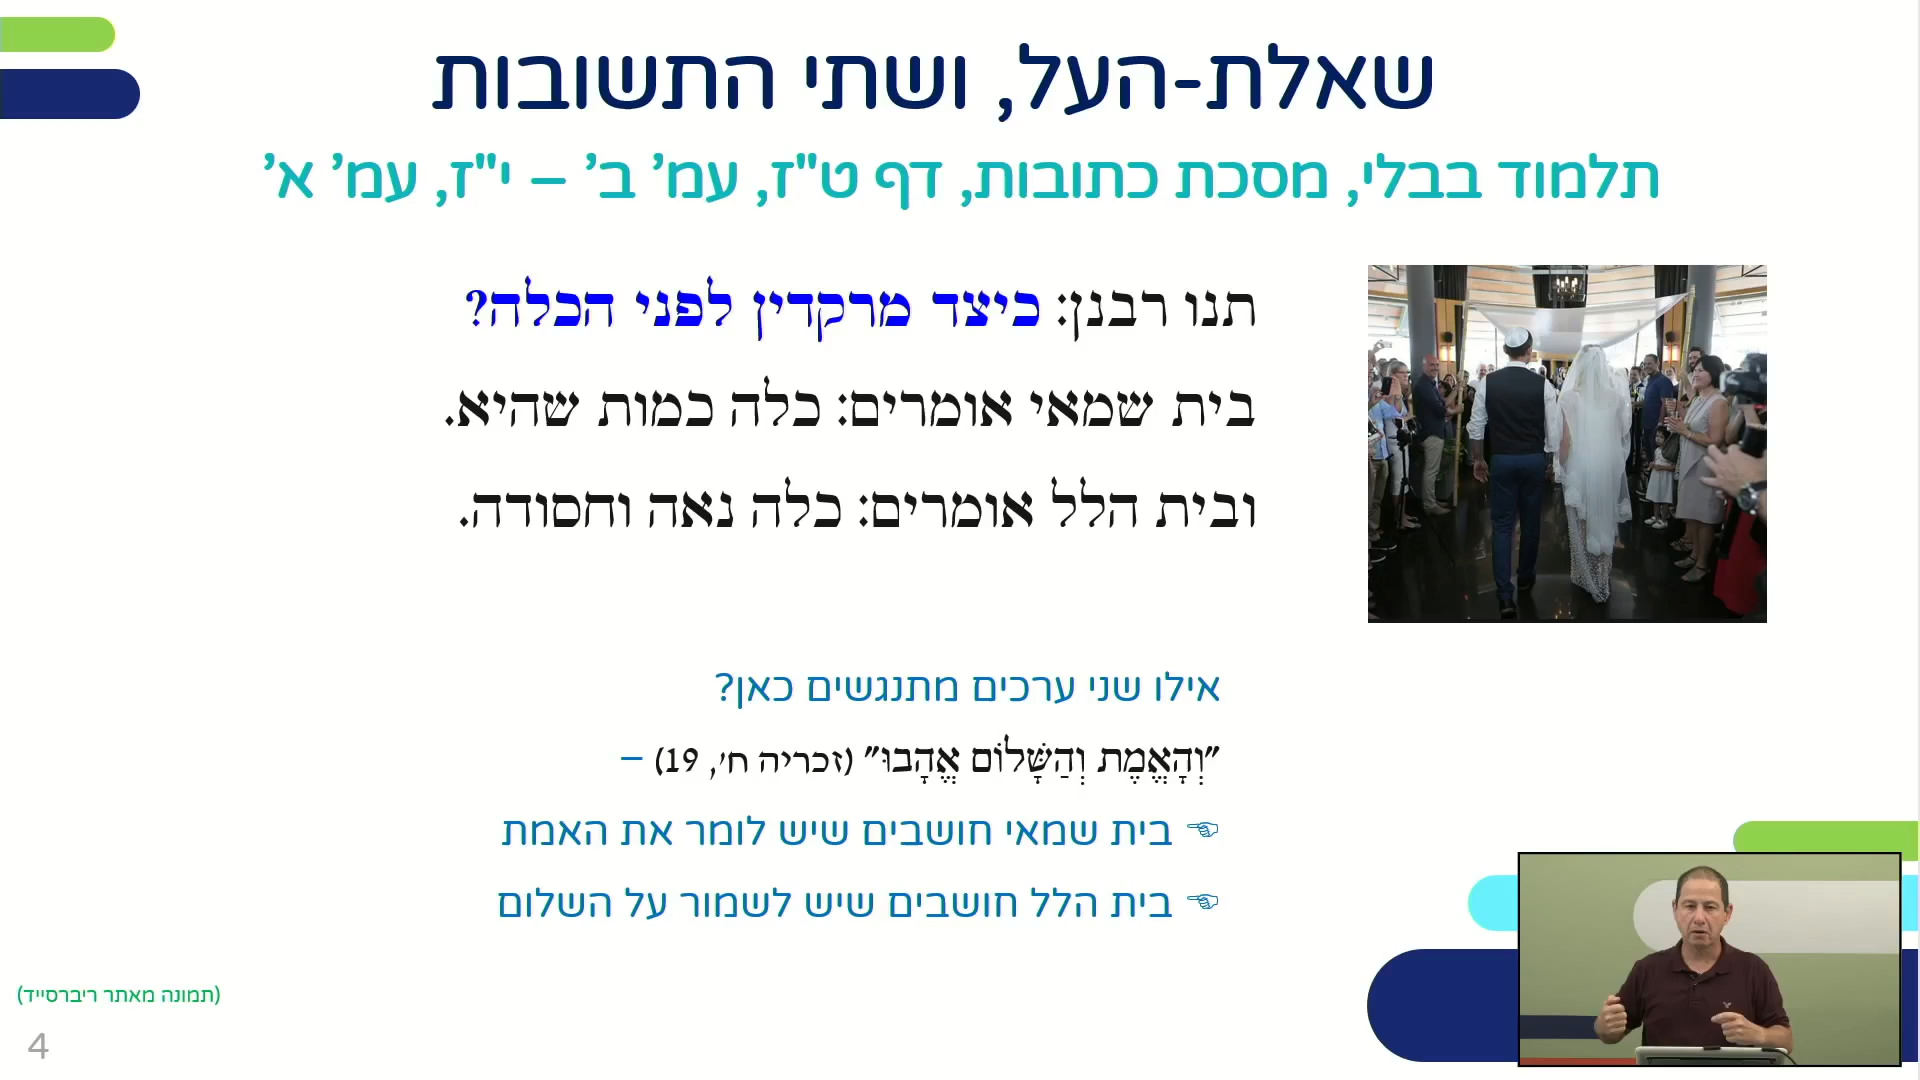 שאלת-העל, ושתי התשובות
תלמוד בבלי, מסכת כתובות, דף ט"ז, עמ' ב' – י"ז, עמ' א'
תנו רבנן: כיצד מרקדין לפני הכלה?
בית שמאי אומרים: כלה כמות שהיא.
ובית הלל אומרים: כלה נאה וחסודה.
אילו שני ערכים מתנגשים כאן?
"וְהָאֱמֶת וְהַשָּׁלוֹם אֱהָבוּ" (זכריה ח', 19) –
☜ בית שמאי חושבים שיש לומר את האמת
☜ בית הלל חושבים שיש לשמור על השלום
(תמונה מאתר ריברסייד)
4